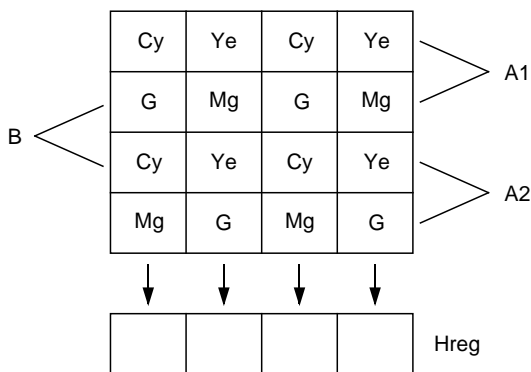 Cy Ye Cy Ye
A1
G Mg G Mg
B
Cy Ye Cy Ye
A2
Mg G Mg G
Hreg